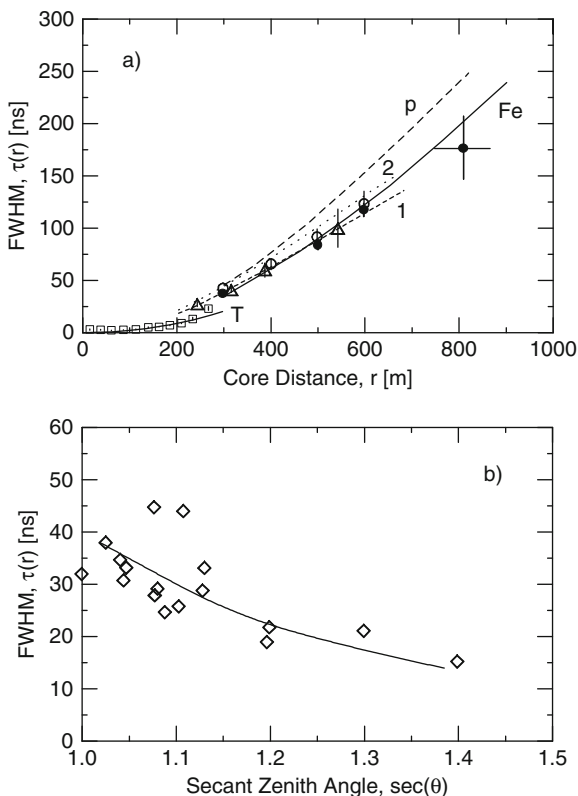 300
a)
p
250
Fe
200
2
150
1
100
50
T
0
0 200 400 600 800 1000
FWHM, τ(r) [ns]
Core Distance, r [m]
60
b)
50
40
30
20
10
0
1.0 1.1 1.2 1.3 1.4 1.5
FWHM, τ(r) [ns]
Secant Zenith Angle, sec(θ)